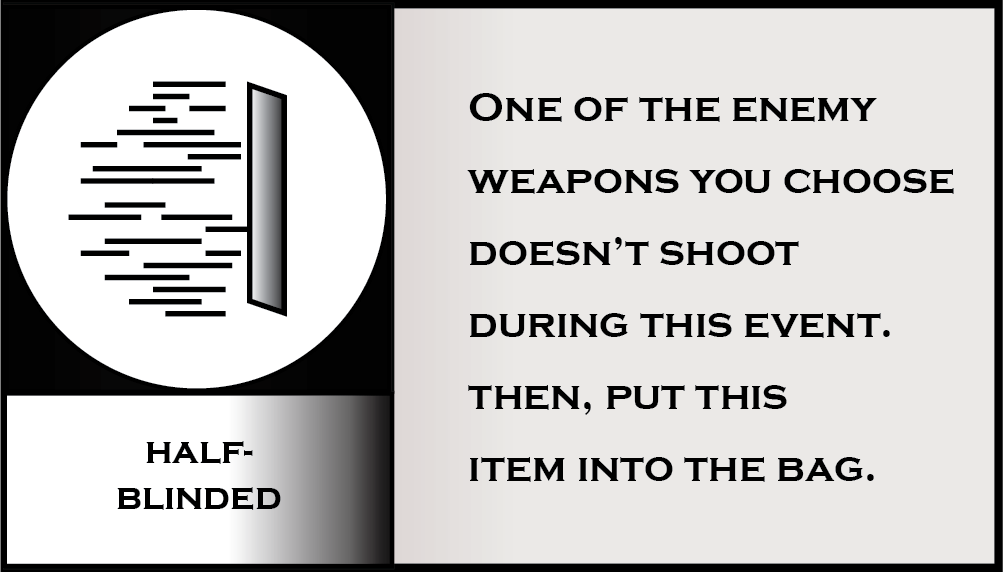 HALF-
BLINDED
ONE OF THE ENEMY
WEAPONS YOU CHOOSE
DOESN’T SHOOT
DURING THIS EVENT.
THEN, PUT THIS
ITEM INTO THE BAG.